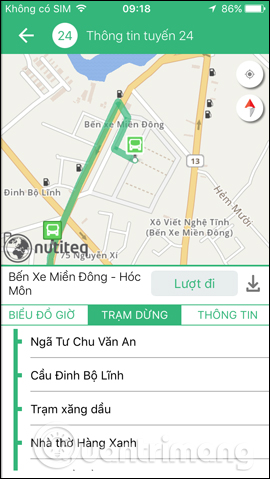 Không có SIM 09:18 86%
24 Thông tin tuyến 24
Bến xe Miền Đông
13
Đinh Bộ Lĩnh
Hẻm Mười
Xô Viết Nghệ Tĩnh
(Bến xe Miền Đông)
75 Nguyễn Xí
nutiteq
Bến Xe Miền Đông - Hóc
Môn
Lượt đi
BIỂU ĐỒ GIỜ TRẠM DỪNG THÔNG TIN
Ngã Tư Chu Văn An
Cầu Đinh Bộ Lĩnh
Trạm xăng dầu
Nhà thờ Hàng Xanh
Quantrimang